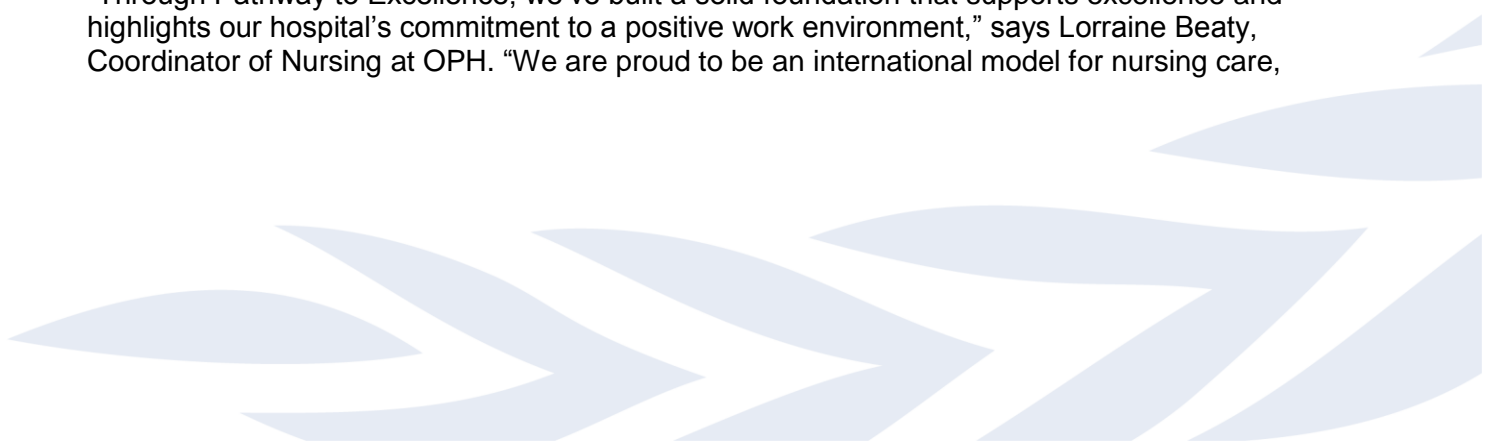 “Through Pathway to Excellence, we’ve built a solid foundation that supports excellence and
highlights our hospital’s commitment to a positive work environment,” says Lorraine Beaty,
Coordinator of Nursing at OPH. “We are proud to be an international model for nursing care,